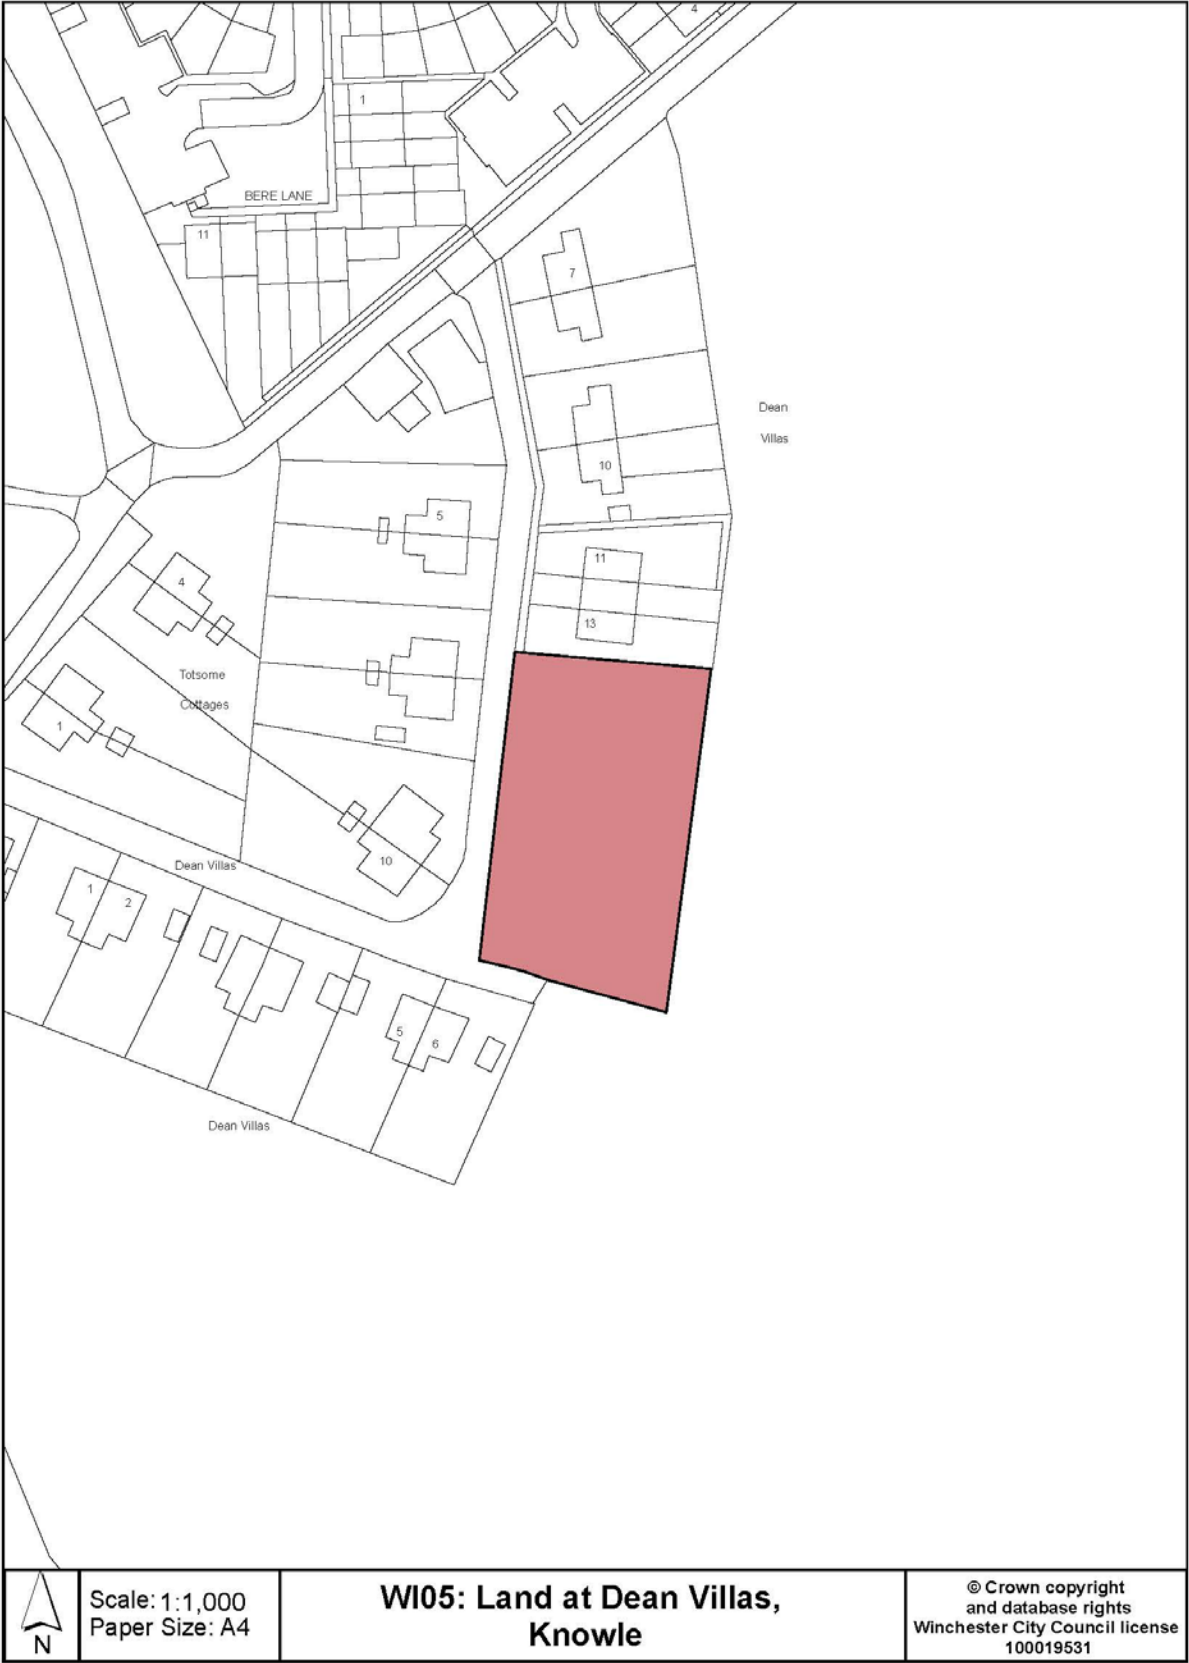 4
1
BERE LANE
11
7
Dean
Villas
10
5
11
4
13
Totsome
Cottages
1
10
Dean Villas
1
2
5
6
Dean Villas
N
Scale: 1:1,000
Paper Size: A4
WI05: Land at Dean Villas,
Knowle
© Crown copyright
and database rights
Winchester City Council license
100019531